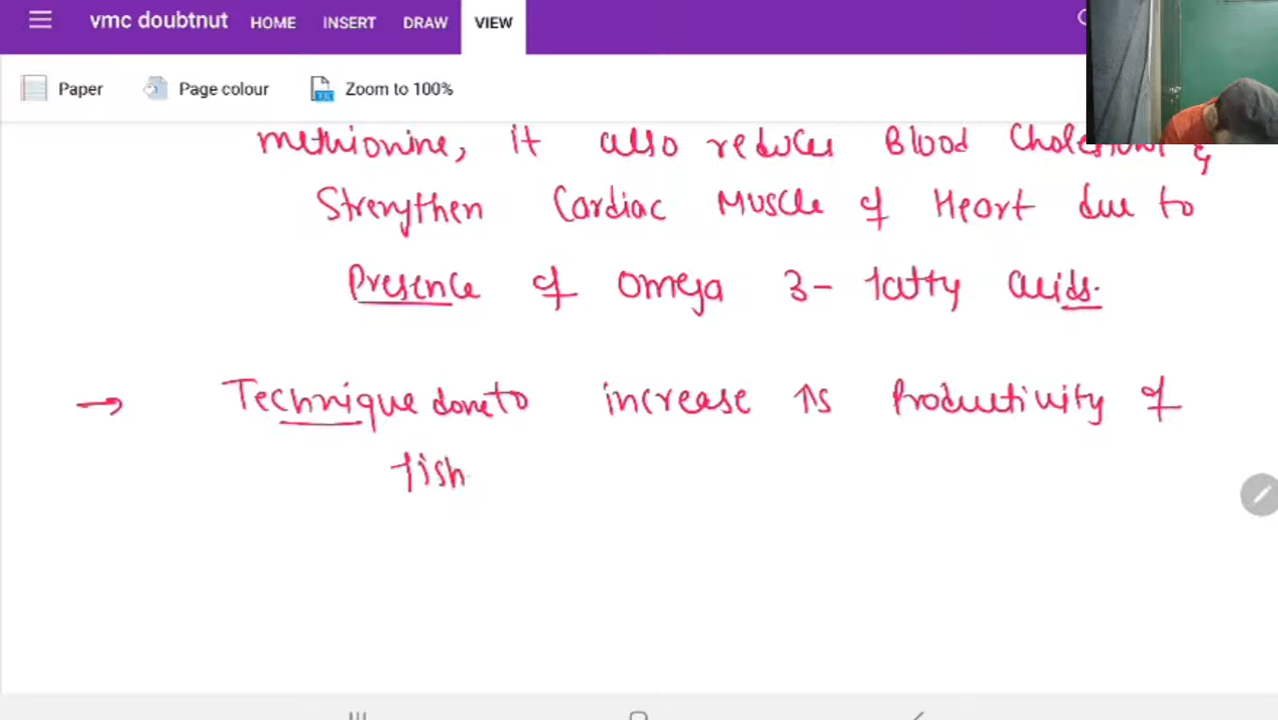 vmc doubtnut HOME INSERT DRAW VIEW
Paper Page colour Zoom to 100%
methionine, it also reduces Blood &
Strengthen Cardiac Muscle of Heart due to
Presence of Omega 3- fatty acids.
→ Technique done to increase ↑s Productivity of
fish